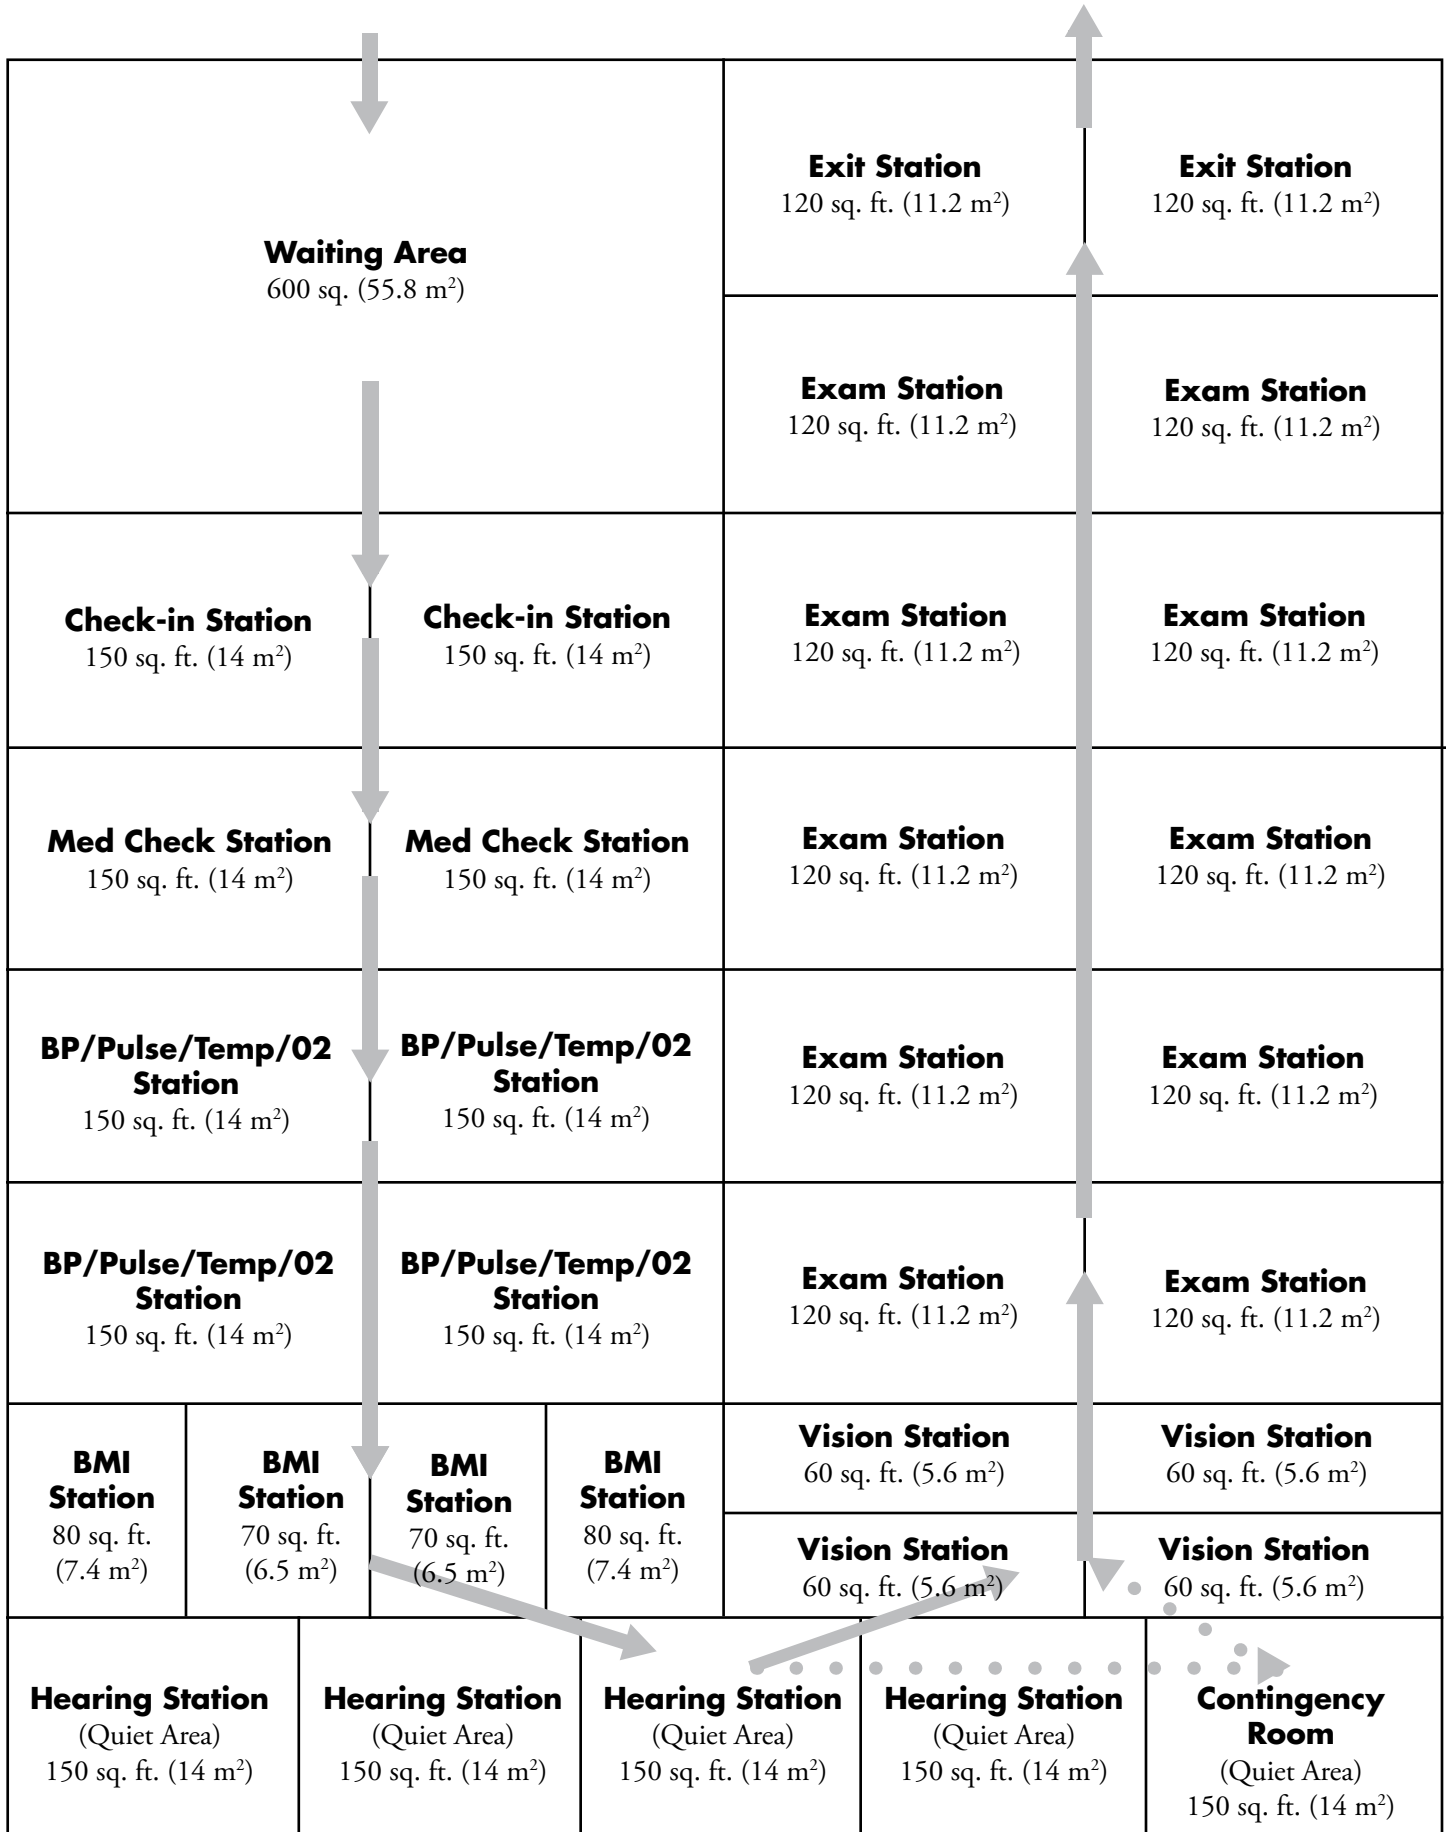 Waiting Area
600 sq. (55.8 m²)
Exit Station
120 sq. ft. (11.2 m²)
Exit Station
120 sq. ft. (11.2 m²)
Exam Station
120 sq. ft. (11.2 m²)
Exam Station
120 sq. ft. (11.2 m²)
Check-in Station
150 sq. ft. (14 m²)
Check-in Station
150 sq. ft. (14 m²)
Exam Station
120 sq. ft. (11.2 m²)
Exam Station
120 sq. ft. (11.2 m²)
Med Check Station
150 sq. ft. (14 m²)
Med Check Station
150 sq. ft. (14 m²)
Exam Station
120 sq. ft. (11.2 m²)
Exam Station
120 sq. ft. (11.2 m²)
BP/Pulse/Temp/02
Station
150 sq. ft. (14 m²)
BP/Pulse/Temp/02
Station
150 sq. ft. (14 m²)
Exam Station
120 sq. ft. (11.2 m²)
Exam Station
120 sq. ft. (11.2 m²)
BP/Pulse/Temp/02
Station
150 sq. ft. (14 m²)
BP/Pulse/Temp/02
Station
150 sq. ft. (14 m²)
Exam Station
120 sq. ft. (11.2 m²)
Exam Station
120 sq. ft. (11.2 m²)
BMI
Station
80 sq. ft.
(7.4 m²)
BMI
Station
70 sq. ft.
(6.5 m²)
BMI
Station
70 sq. ft.
(6.5 m²)
BMI
Station
80 sq. ft.
(7.4 m²)
Vision Station
60 sq. ft. (5.6 m²)
Vision Station
60 sq. ft. (5.6 m²)
Vision Station
60 sq. ft. (5.6 m²)
Vision Station
60 sq. ft. (5.6 m²)
Hearing Station
(Quiet Area)
150 sq. ft. (14 m²)
Hearing Station
(Quiet Area)
150 sq. ft. (14 m²)
Hearing Station
(Quiet Area)
150 sq. ft. (14 m²)
Hearing Station
(Quiet Area)
150 sq. ft. (14 m²)
Contingency
Room
(Quiet Area)
150 sq. ft. (14 m²)